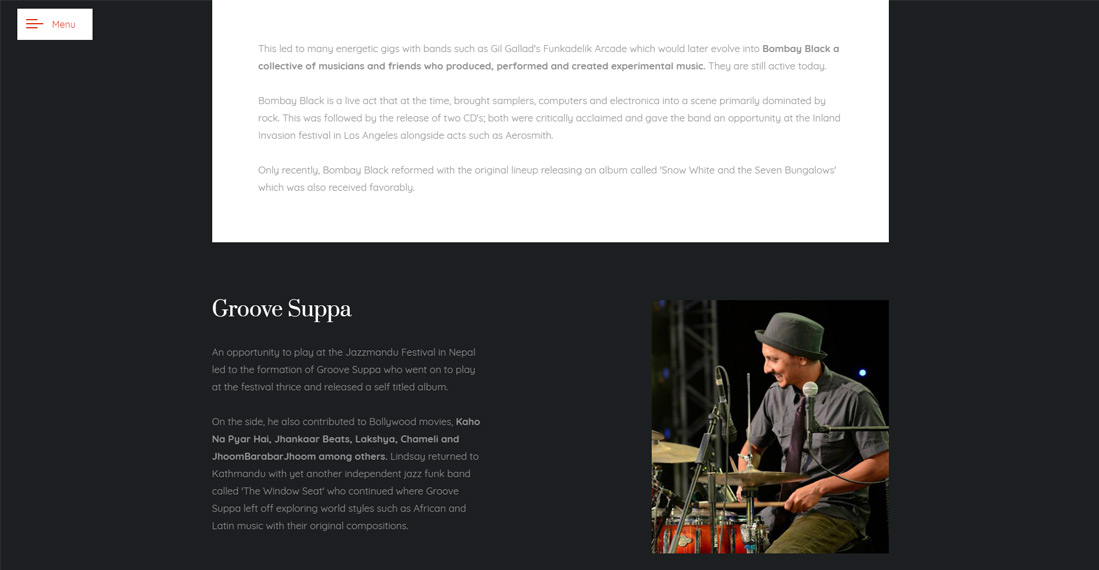 Menu
This led to many energetic gigs with bands such as Gil Gallad's Funkadelik Arcade which would later evolve into Bombay Black a
collective of musicians and friends who produced, performed and created experimental music. They are still active today.
Bombay Black is a live act that at the time, brought samplers, computers and electronica into a scene primarily dominated by
rock. This was followed by the release of two CD's; both were critically acclaimed and gave the band an opportunity at the Inland
Invasion festival in Los Angeles alongside acts such as Aerosmith.
Only recently, Bombay Black reformed with the original lineup releasing an album called 'Snow White and the Seven Bungalows'
which was also received favorably.
Groove Suppa
An opportunity to play at the Jazzmandu Festival in Nepal
led to the formation of Groove Suppa who went on to play
at the festival thrice and released a self titled album.
On the side, he also contributed to Bollywood movies, Kaho
Na Pyar Hai, Jhankaar Beats, Lakshya, Chameli and
JhoomBarabarJhoom among others. Lindsay returned to
Kathmandu with yet another independent jazz funk band
called 'The Window Seat' who continued where Groove
Suppa left off exploring world styles such as African and
Latin music with their original compositions.